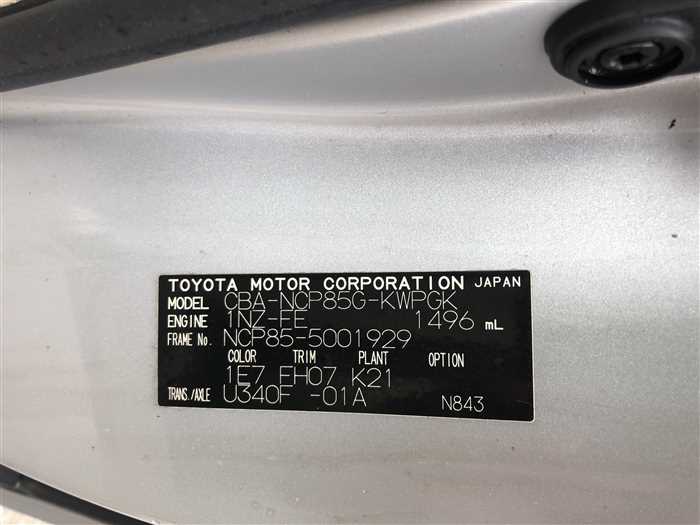 TOYOTA MOTOR CORPORATION JAPAN
MODEL CBA-NCP85G-KWPGK
ENGINE 1NZ-FE 1496 mL
FRAME No. NCP85-5001929
COLOR TRIM PLANT OPTION
1E7 FH07 K21
TRANS./AXLE U340F -01A N843